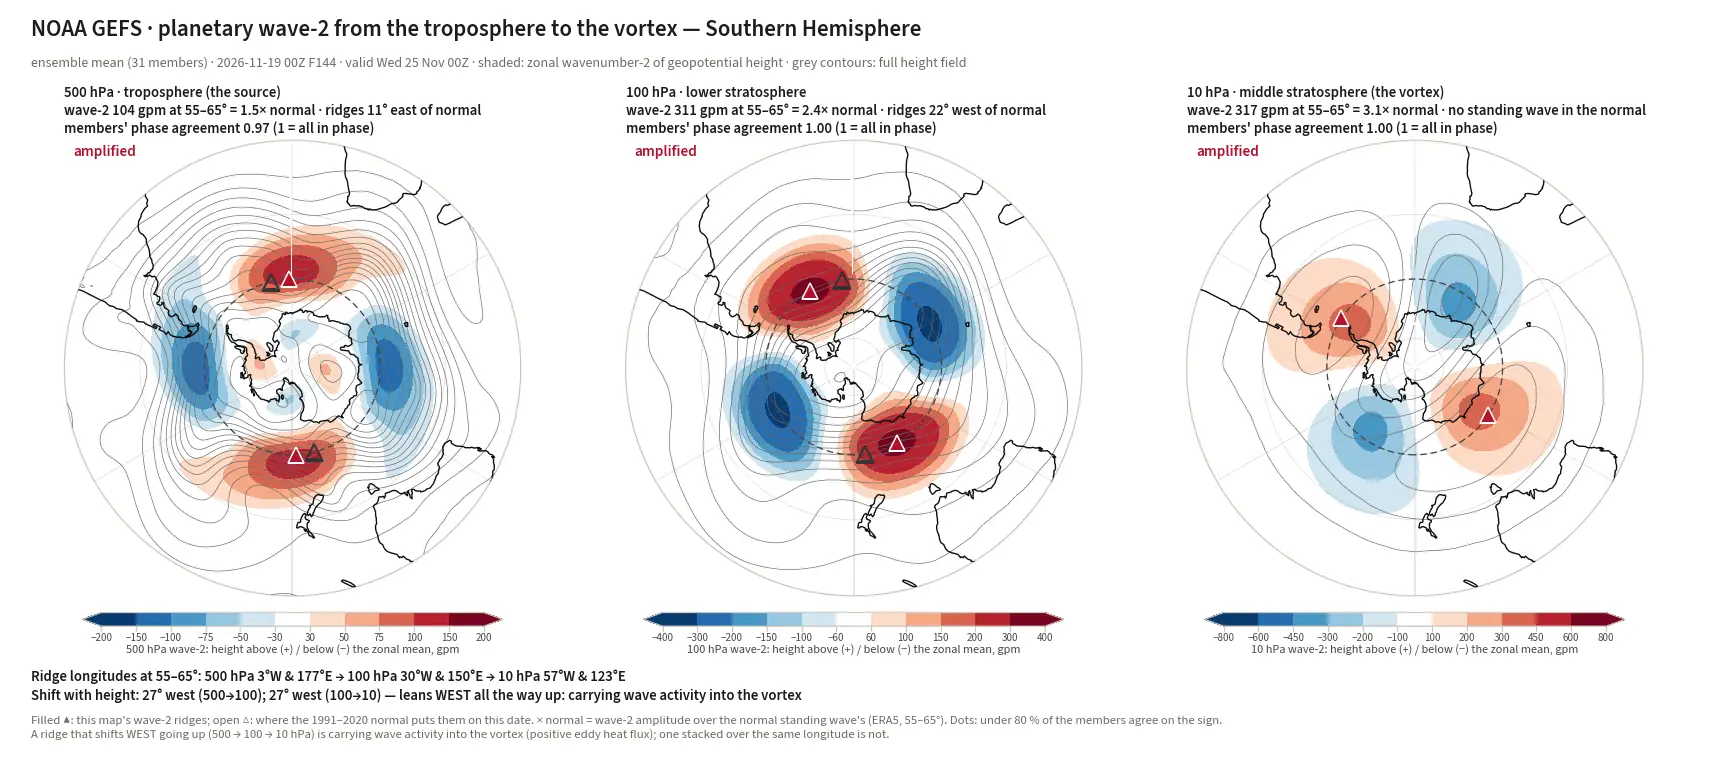 NOAA GEFS · planetary wave-2 from the troposphere to the vortex — Southern Hemisphere
ensemble mean (31 members) · 2026-11-19 00Z F144 · valid Wed 25 Nov 00Z · shaded: zonal wavenumber-2 of geopotential height · grey contours: full height field
500 hPa · troposphere (the source)
wave-2 104 gpm at 55–65° = 1.5× normal · ridges 11° east of normal
members' phase agreement 0.97 (1 = all in phase)
amplified
100 hPa · lower stratosphere
wave-2 311 gpm at 55–65° = 2.4× normal · ridges 22° west of normal
members' phase agreement 1.00 (1 = all in phase)
amplified
10 hPa · middle stratosphere (the vortex)
wave-2 317 gpm at 55–65° = 3.1× normal · no standing wave in the normal
members' phase agreement 1.00 (1 = all in phase)
amplified
−200 −150 −100 −75 −50 −30 30 50 75 100 150 200
500 hPa wave-2: height above (+) / below (−) the zonal mean, gpm
−400 −300 −200 −150 −100 −60 60 100 150 200 300 400
100 hPa wave-2: height above (+) / below (−) the zonal mean, gpm
−800 −600 −450 −300 −200 −100 100 200 300 450 600 800
10 hPa wave-2: height above (+) / below (−) the zonal mean, gpm
Ridge longitudes at 55–65°: 500 hPa 3°W & 177°E → 100 hPa 30°W & 150°E → 10 hPa 57°W & 123°E
Shift with height: 27° west (500→100); 27° west (100→10) — leans WEST all the way up: carrying wave activity into the vortex
Filled ▲: this map's wave-2 ridges; open △: where the 1991–2020 normal puts them on this date. × normal = wave-2 amplitude over the normal standing wave's (ERA5, 55–65°). Dots: under 80 % of the members agree on the sign.
A ridge that shifts WEST going up (500 → 100 → 10 hPa) is carrying wave activity into the vortex (positive eddy heat flux); one stacked over the same longitude is not.